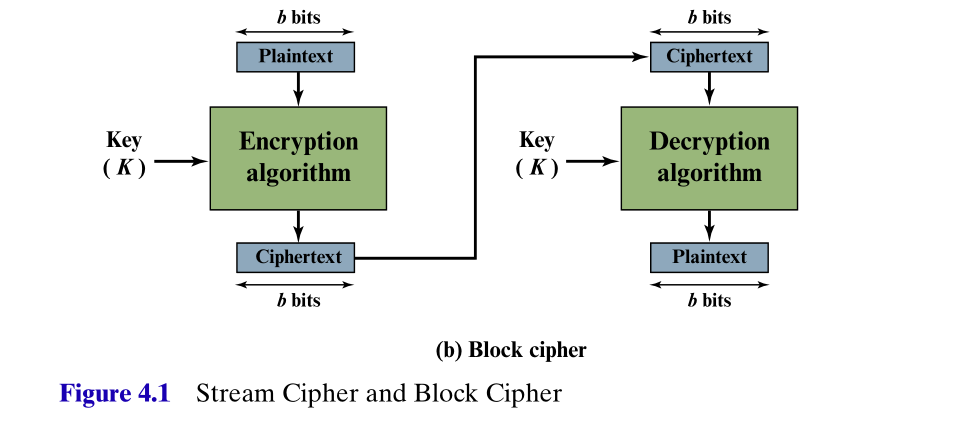 b bits
Plaintext
Key
( K )
Encryption
algorithm
Ciphertext
b bits
b bits
Ciphertext
Key
( K )
Decryption
algorithm
Plaintext
b bits
(b) Block cipher
Figure 4.1 Stream Cipher and Block Cipher